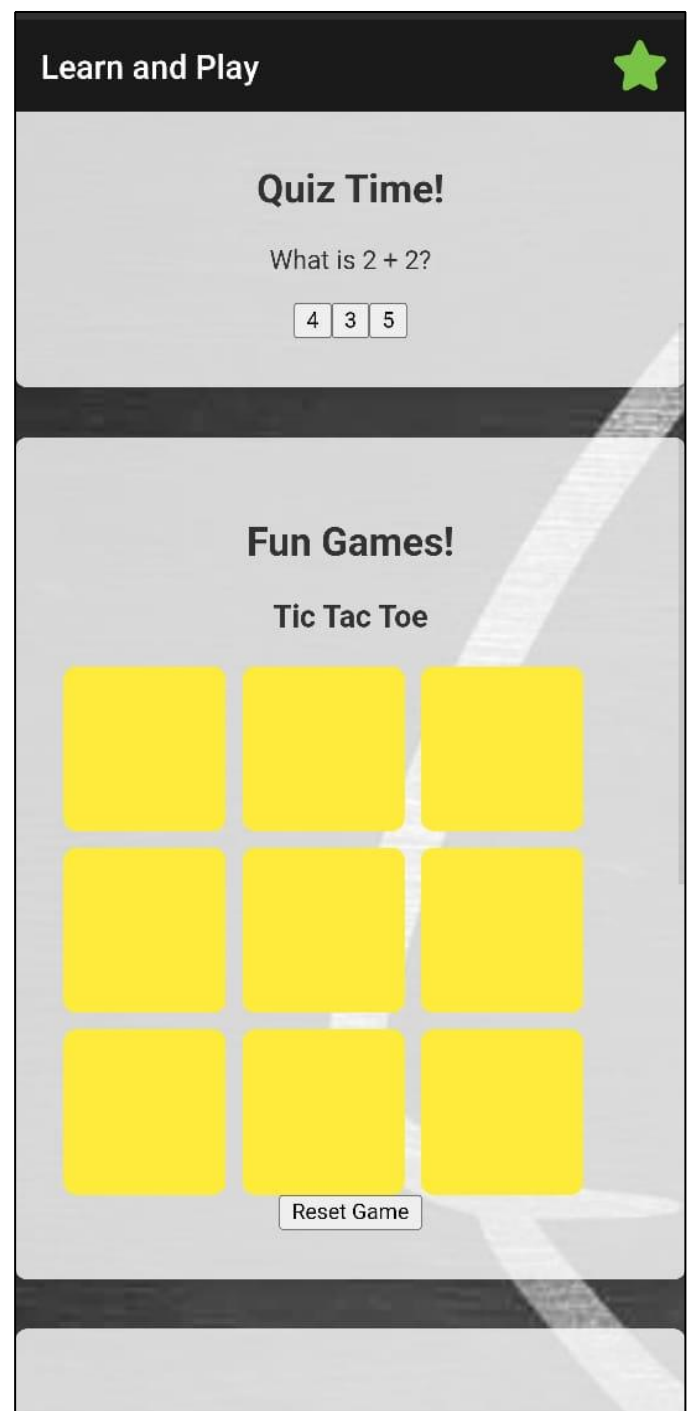 Learn and Play
Quiz Time!
What is 2 + 2?
4 3 5
Fun Games!
Tic Tac Toe
Reset Game